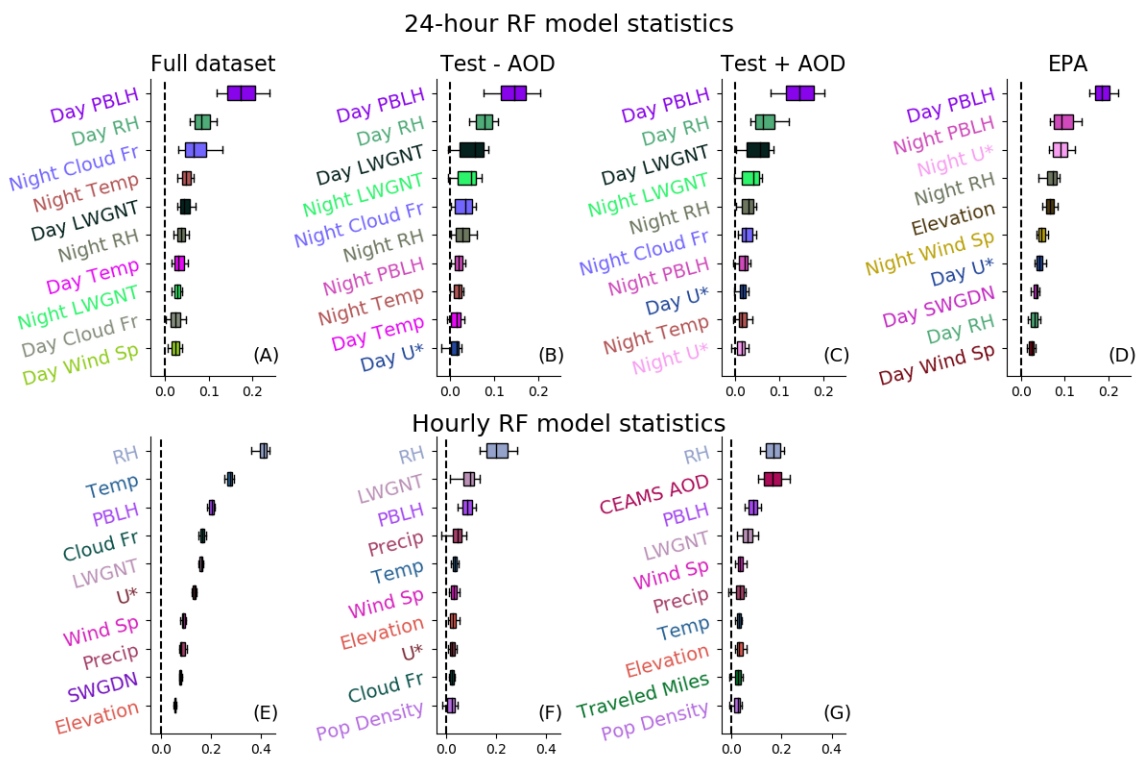 24-hour RF model statistics
Full dataset
Day PBLH
Day RH
Night Cloud Fr
Night Temp
Day LWGNT
Night RH
Day Temp
Night LWGNT
Day Cloud Fr
Day Wind Sp
(A)
0.0 0.1 0.2
Test - AOD
Day PBLH
Day RH
Day LWGNT
Night LWGNT
Night Cloud Fr
Night RH
Night PBLH
Night Temp
Day Temp
Day U*
(B)
0.0 0.1 0.2
Test + AOD
Day PBLH
Day RH
Day LWGNT
Night LWGNT
Night RH
Night Cloud Fr
Night PBLH
Day U*
Night Temp
Night U*
(C)
0.0 0.1 0.2
EPA
Day PBLH
Night PBLH
Night U*
Night RH
Elevation
Night Wind Sp
Day U*
Day SWGDN
Day RH
Day Wind Sp
(D)
0.0 0.1 0.2
Hourly RF model statistics
RH
Temp
PBLH
Cloud Fr
LWGNT
U*
Wind Sp
Precip
SWGDN
Elevation
(E)
0.0 0.2 0.4
RH
LWGNT
PBLH
Precip
Temp
Wind Sp
Elevation
U*
Cloud Fr
Pop Density
(F)
0.0 0.2 0.4
RH
CEAMS AOD
PBLH
LWGNT
Wind Sp
Precip
Temp
Elevation
Traveled Miles
Pop Density
(G)
0.0 0.2 0.4